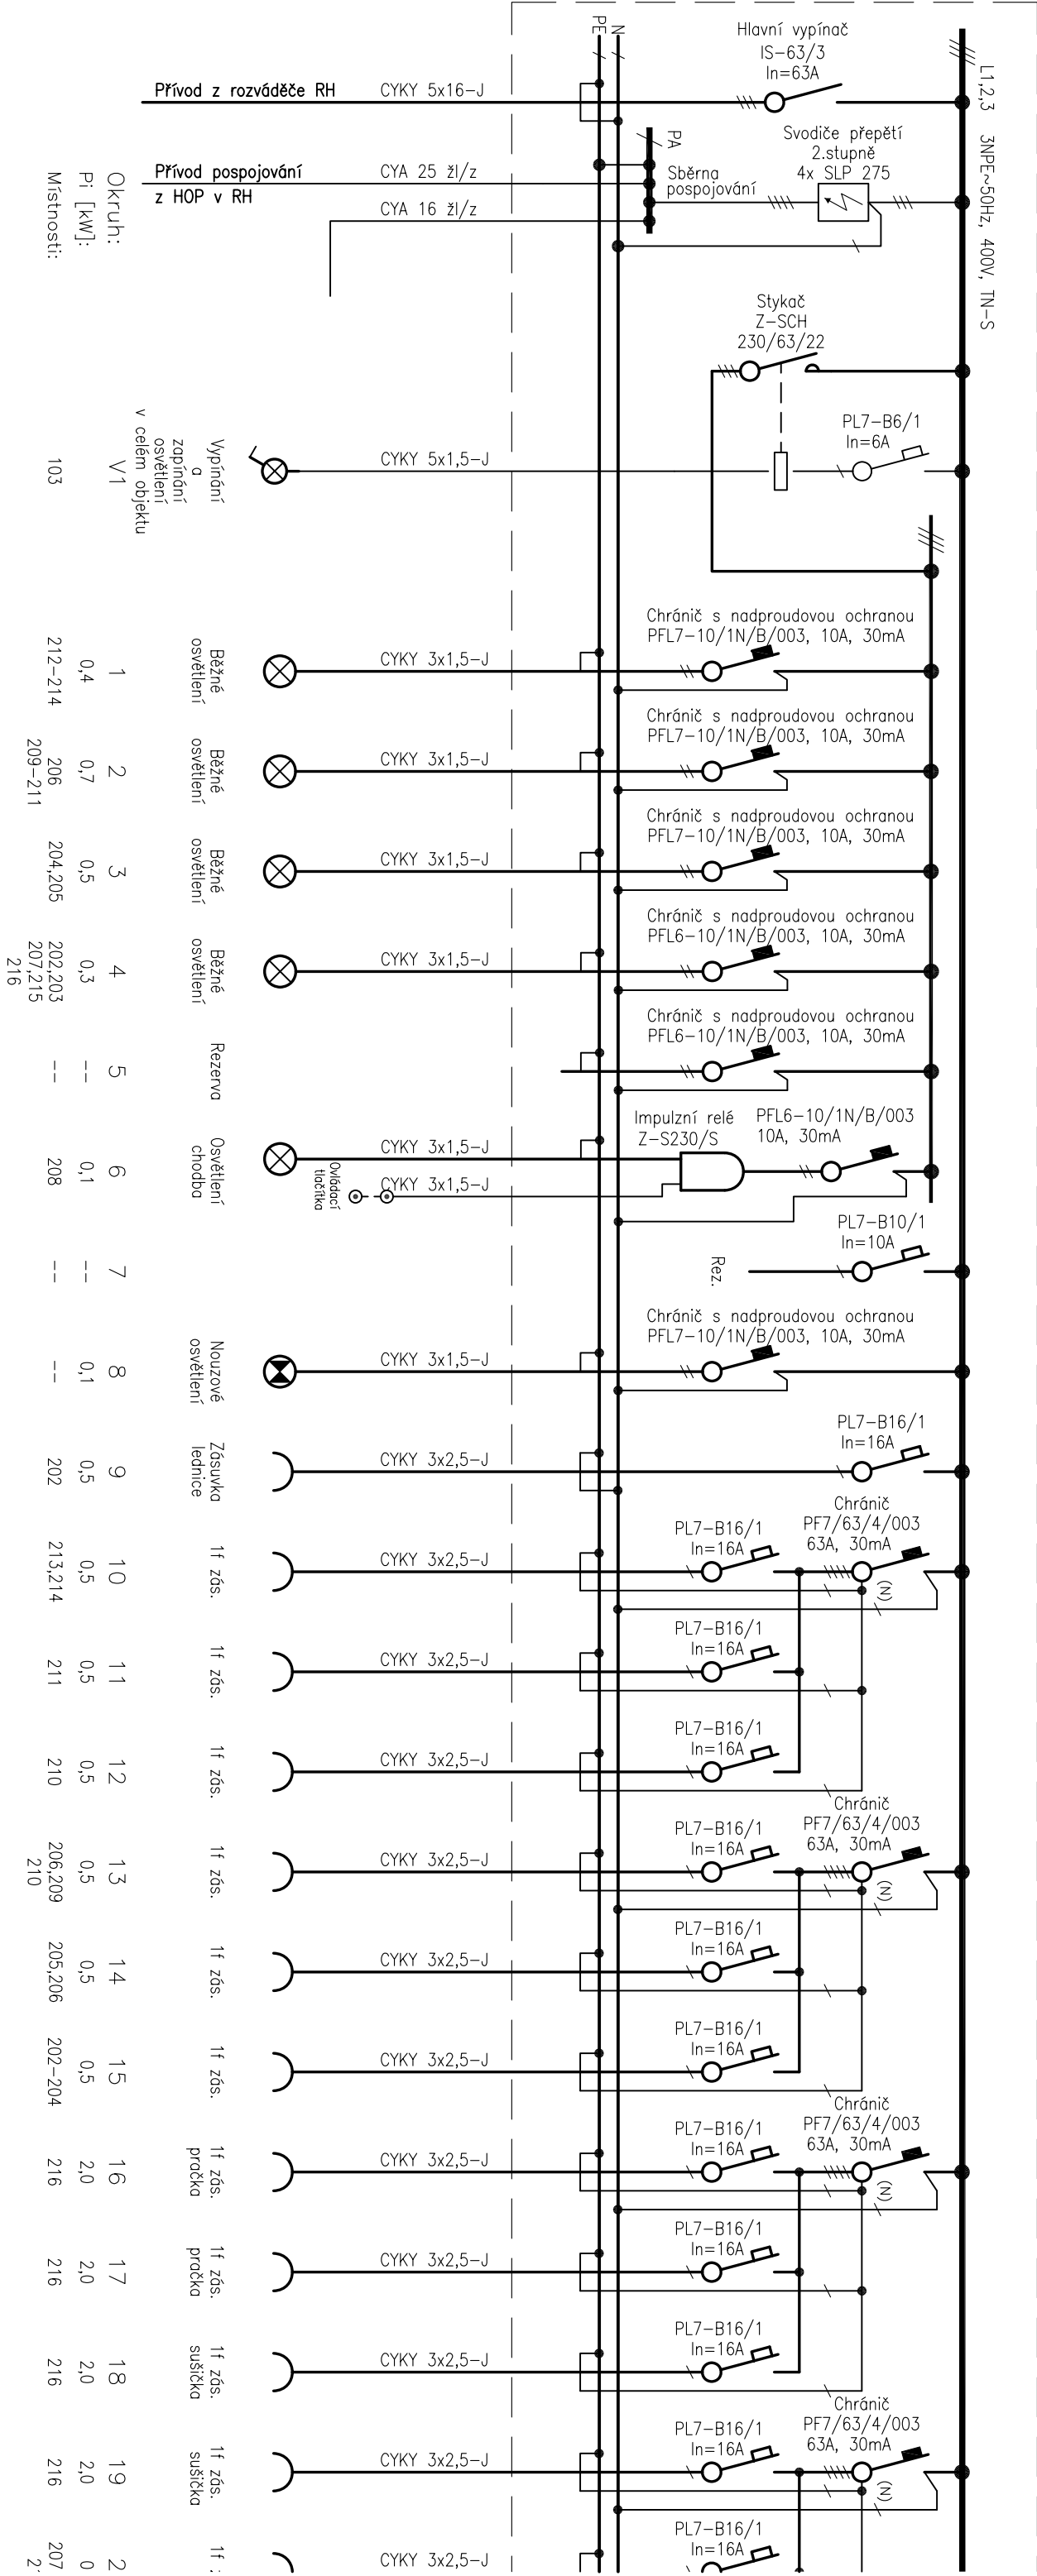 PE
N
Hlavní vypínač
IS-63/3
In=63A
L1,2,3 3NPE~50Hz, 400V, TN-S
Přívod z rozváděče RH
CYKY 5x16-J
PA
Sběrna
pospojování
Svodiče přepětí
2.stupně
4x SLP 275
Přívod pospojování
z HOP v RH
CYA 25 žl/z
CYA 16 žl/z
Okruh:
Pi [kW]:
Místnosti:
Stykač
Z-SCH
230/63/22
PL7-B6/1
In=6A
CYKY 5x1,5-J
Vypínání
a
zapínání
osvětlení
v celém objektu
V1
103
Chránič s nadproudovou ochranou
PFL7-10/1N/B/003, 10A, 30mA
CYKY 3x1,5-J
Běžné
osvětlení
1
0,4
212-214
Chránič s nadproudovou ochranou
PFL7-10/1N/B/003, 10A, 30mA
CYKY 3x1,5-J
Běžné
osvětlení
2
0,7
206
209-211
Chránič s nadproudovou ochranou
PFL7-10/1N/B/003, 10A, 30mA
CYKY 3x1,5-J
Běžné
osvětlení
3
0,5
204,205
Chránič s nadproudovou ochranou
PFL6-10/1N/B/003, 10A, 30mA
CYKY 3x1,5-J
Běžné
osvětlení
4
0,3
202,203
207,215
216
Chránič s nadproudovou ochranou
PFL6-10/1N/B/003, 10A, 30mA
Rezerva
5
--
--
Impulzní relé
Z-S230/S
PFL6-10/1N/B/003
10A, 30mA
CYKY 3x1,5-J
CYKY 3x1,5-J
Ovládací
tlačítka
Osvětlení
chodba
6
0,1
208
PL7-B10/1
In=10A
Rez.
7
--
--
Chránič s nadproudovou ochranou
PFL7-10/1N/B/003, 10A, 30mA
CYKY 3x1,5-J
Nouzové
osvětlení
8
0,1
--
PL7-B16/1
In=16A
CYKY 3x2,5-J
Zásuvka
lednice
9
0,5
202
Chránič
PF7/63/4/003
63A, 30mA
(N)
PL7-B16/1
In=16A
CYKY 3x2,5-J
1f zás.
10
0,5
213,214
PL7-B16/1
In=16A
CYKY 3x2,5-J
1f zás.
11
0,5
211
PL7-B16/1
In=16A
CYKY 3x2,5-J
1f zás.
12
0,5
210
Chránič
PF7/63/4/003
63A, 30mA
(N)
PL7-B16/1
In=16A
CYKY 3x2,5-J
1f zás.
13
0,5
206,209
210
PL7-B16/1
In=16A
CYKY 3x2,5-J
1f zás.
14
0,5
205,206
PL7-B16/1
In=16A
CYKY 3x2,5-J
1f zás.
15
0,5
202-204
Chránič
PF7/63/4/003
63A, 30mA
(N)
PL7-B16/1
In=16A
CYKY 3x2,5-J
1f zás.
pračka
16
2,0
216
PL7-B16/1
In=16A
CYKY 3x2,5-J
1f zás.
pračka
17
2,0
216
PL7-B16/1
In=16A
CYKY 3x2,5-J
1f zás.
sušička
18
2,0
216
Chránič
PF7/63/4/003
63A, 30mA
(N)
PL7-B16/1
In=16A
CYKY 3x2,5-J
1f zás.
sušička
19
2,0
216
PL7-B16/1
In=16A
CYKY 3x2,5-J
1f
2
0
207